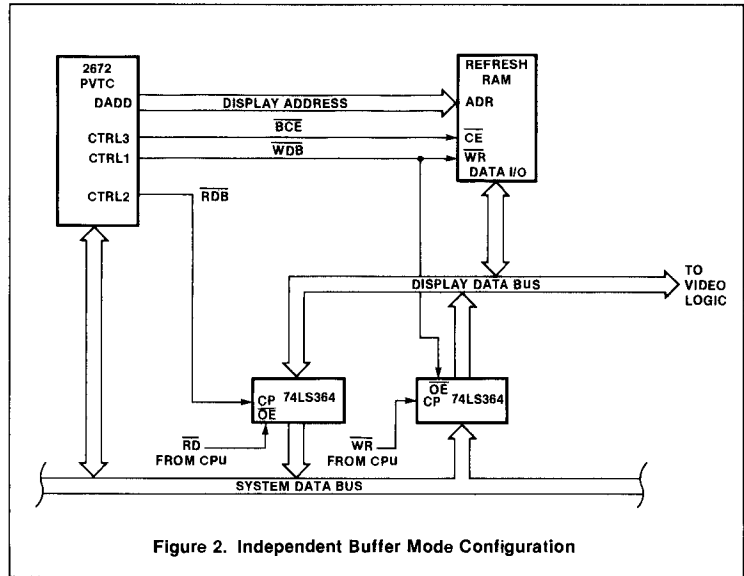 2672
PVTC
DADD
CTRL3
CTRL1
CTRL2
DISPLAY ADDRESS
BCE
WDB
RDB
REFRESH
RAM
ADR
CE
WR
DATA I/O
DISPLAY DATA BUS
TO
VIDEO
LOGIC
CP 74LS364
OE
RD
FROM CPU
OE
CP 74LS364
WR
FROM CPU
SYSTEM DATA BUS
Figure 2. Independent Buffer Mode Configuration